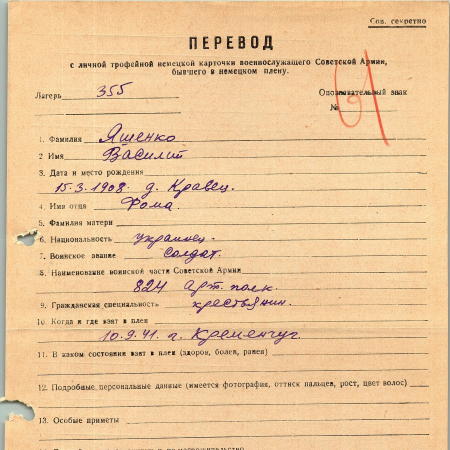 Сов. секретно
ПЕРЕВОД
с личной трофейной немецкой карточки военнослужащего Советской Армии,
бывшего в немецком плену.
Лагерь 355
Опознавательный знак
№
1. Фамилия Яшенко
2 Имя Василий
3. Дата и место рождения
15.3.1908 д. Кравец.
4. Имя отца Фома.
5. Фамилия матери
6. Национальность украинец.
7. Воинское звание солдат.
8. Наименование воинской части Советской Армии
824 арт. полк.
9. Гражданская специальность крестьянин.
10. Когда и где взят в плен
10.9.41 г. Кременчуг.
11. В каком состоянии взят в плен (здоров, болен, ранен)
12. Подробные персональные данные (имеется фотография, оттиск пальцев, рост, цвет волос)
13. Особые приметы